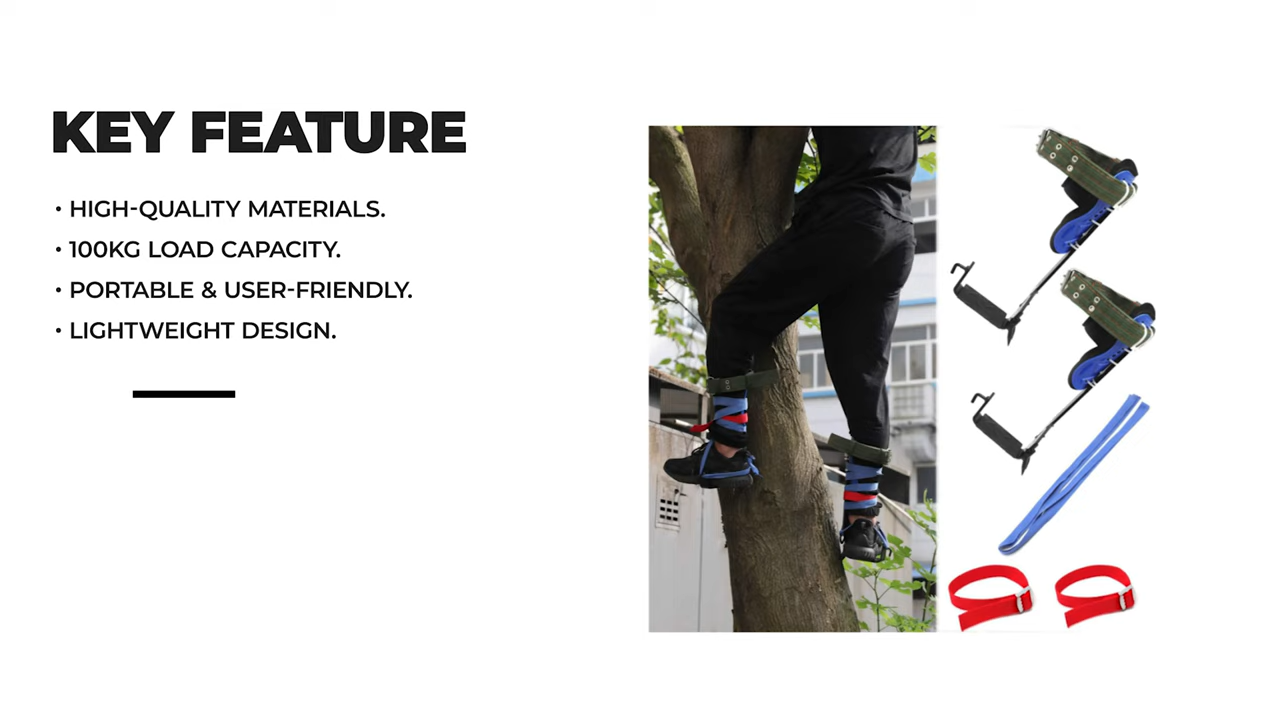 KEY FEATURE
• HIGH-QUALITY MATERIALS.
• 100KG LOAD CAPACITY.
• PORTABLE & USER-FRIENDLY.
• LIGHTWEIGHT DESIGN.